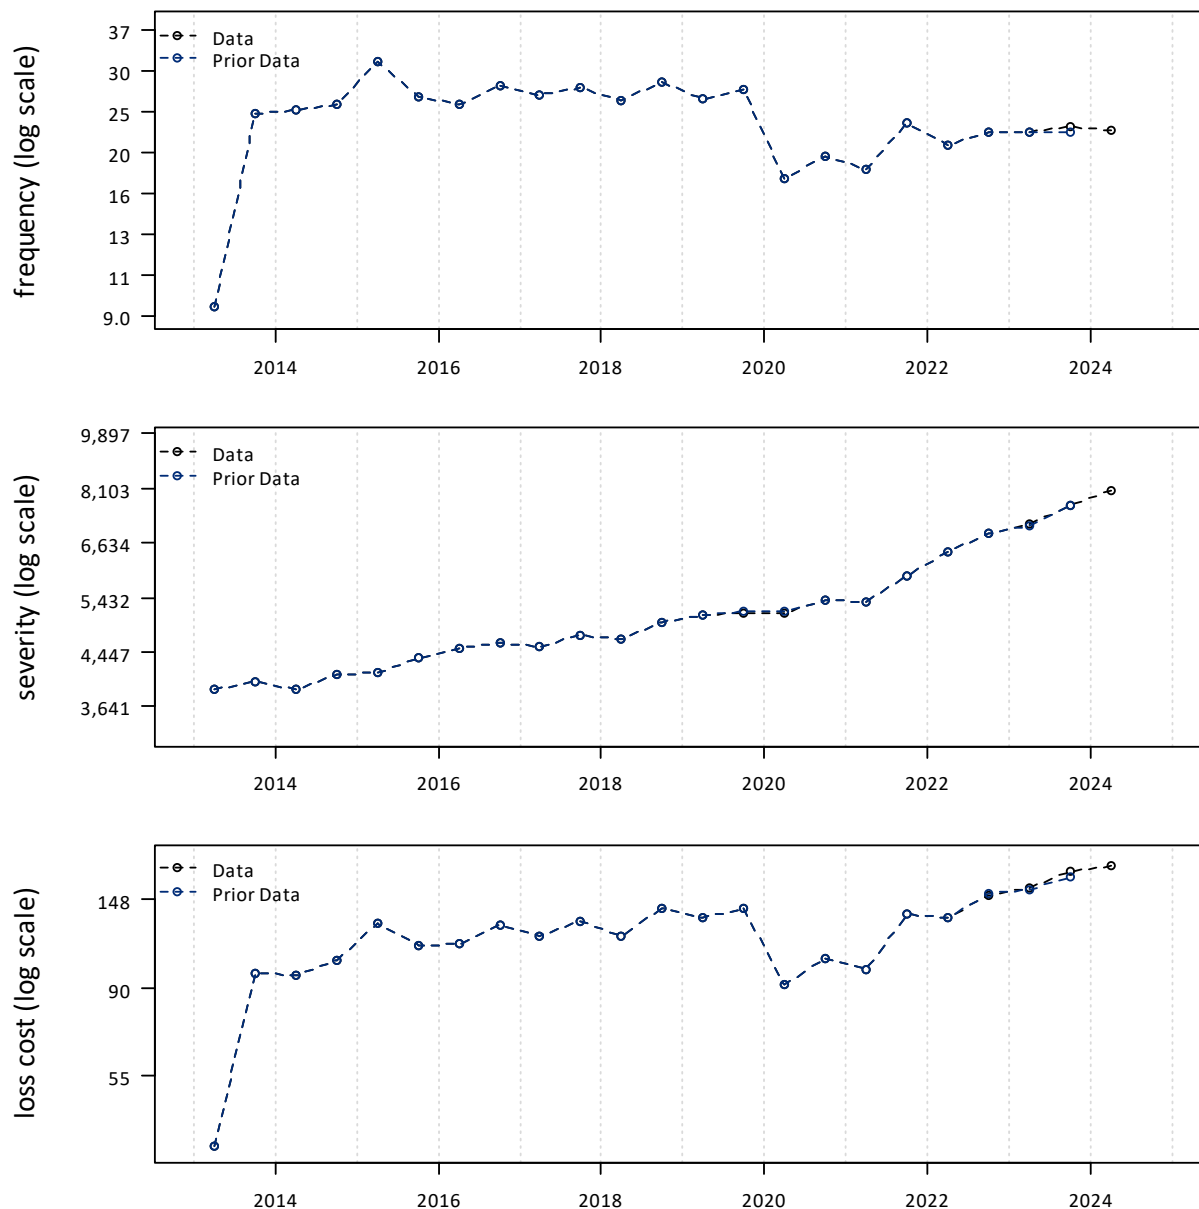 frequency (log scale)
37
30
25
20
16
13
11
9.0
Data
Prior Data
2014 2016 2018 2020 2022 2024
severity (log scale)
9,897
8,103
6,634
5,432
4,447
3,641
Data
Prior Data
2014 2016 2018 2020 2022 2024
loss cost (log scale)
148
90
55
Data
Prior Data
2014 2016 2018 2020 2022 2024